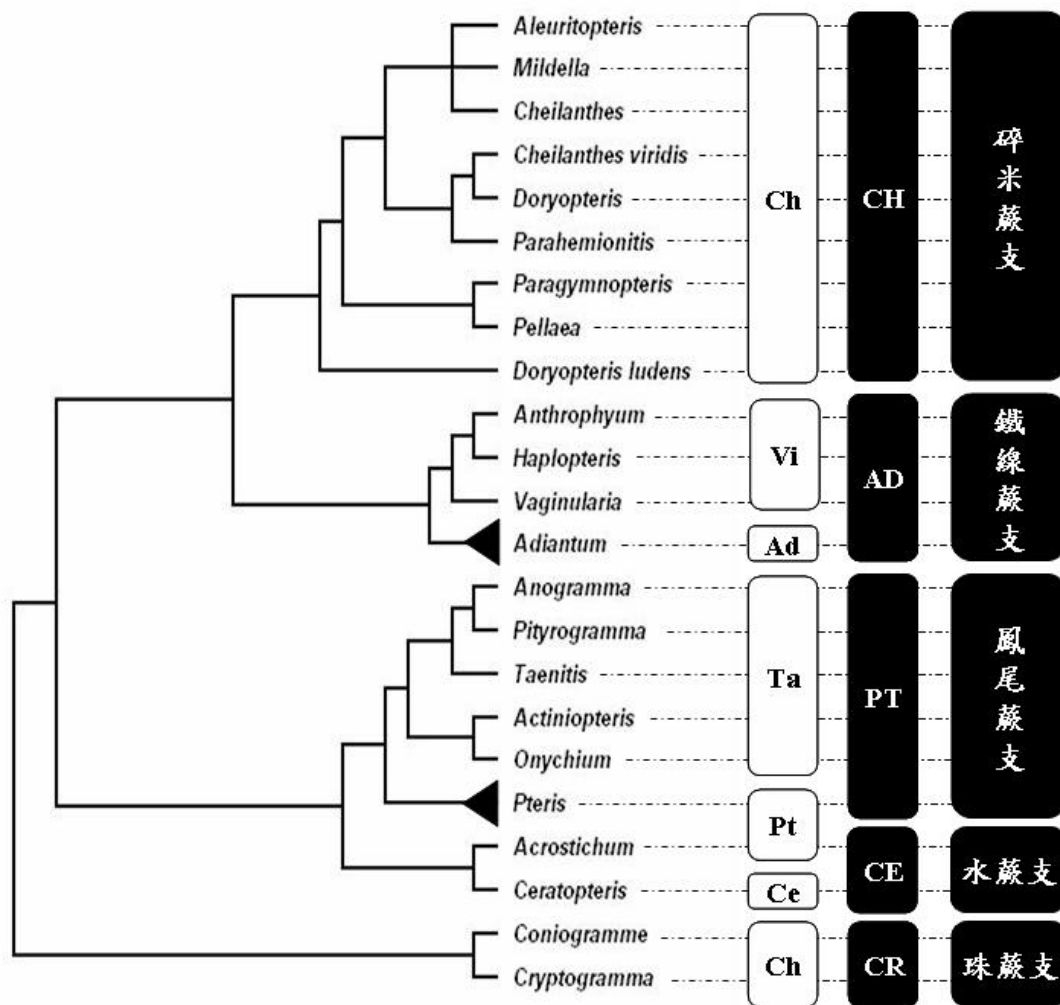 Aleuritopteris
Mildella
Cheilanthes
Cheilanthes viridis
Doryopteris
Parahemionitis
Paragymnopteris
Pellaea
Doryopteris ludens
Anthrophyum
Haplopteris
Vaginularia
Adiantum
Anogramma
Pityrogramma
Taenitis
Actiniopteris
Onychium
Pteris
Acrostichum
Ceratopteris
Coniogramme
Cryptogramma
Ch
Vi
Ad
Ta
Pt
Ce
Ch
CH
AD
PT
CE
CR
碎米蕨支
鐵線蕨支
鳳尾蕨支
水蕨支
珠蕨支